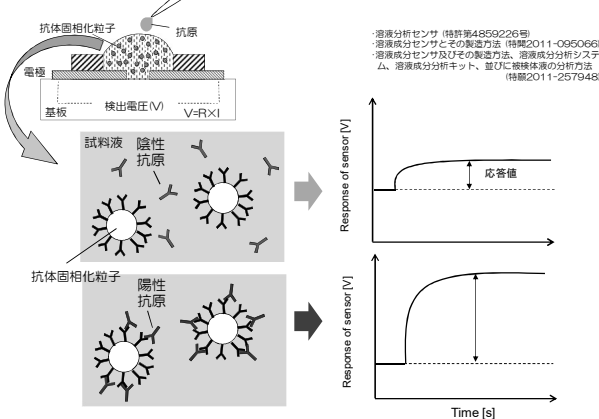 抗体固相化粒子
抗原
電極
検出電圧(V)
V=R×I
基板
・溶液分析センサ (特許第4859226号)
・溶液成分センサとその製造方法 (特開2011-095066)
・溶液成分センサ及びその製造方法、溶液成分分析システ
ム、溶液成分分析キット、並びに被検体液の分析方法
(特願2011-257948)
試料液
陰性
抗原
抗体固相化粒子
陽性
抗原
Response of sensor [V]
応答値
Response of sensor [V]
Time [s]